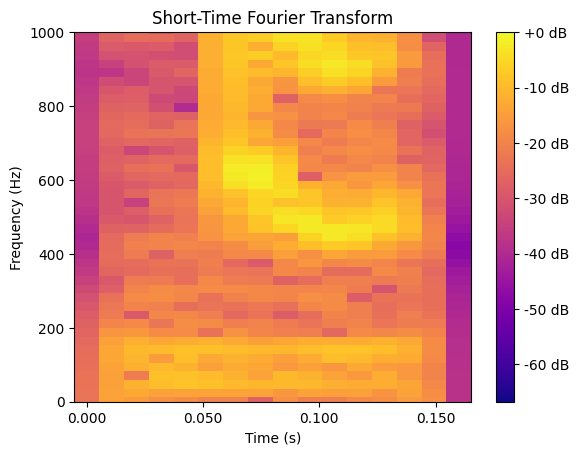 Short-Time Fourier Transform
1000
800
600
400
200
0
Frequency (Hz)
0.000
0.050
0.100
0.150
Time (s)
+0 dB
-10 dB
-20 dB
-30 dB
-40 dB
-50 dB
-60 dB